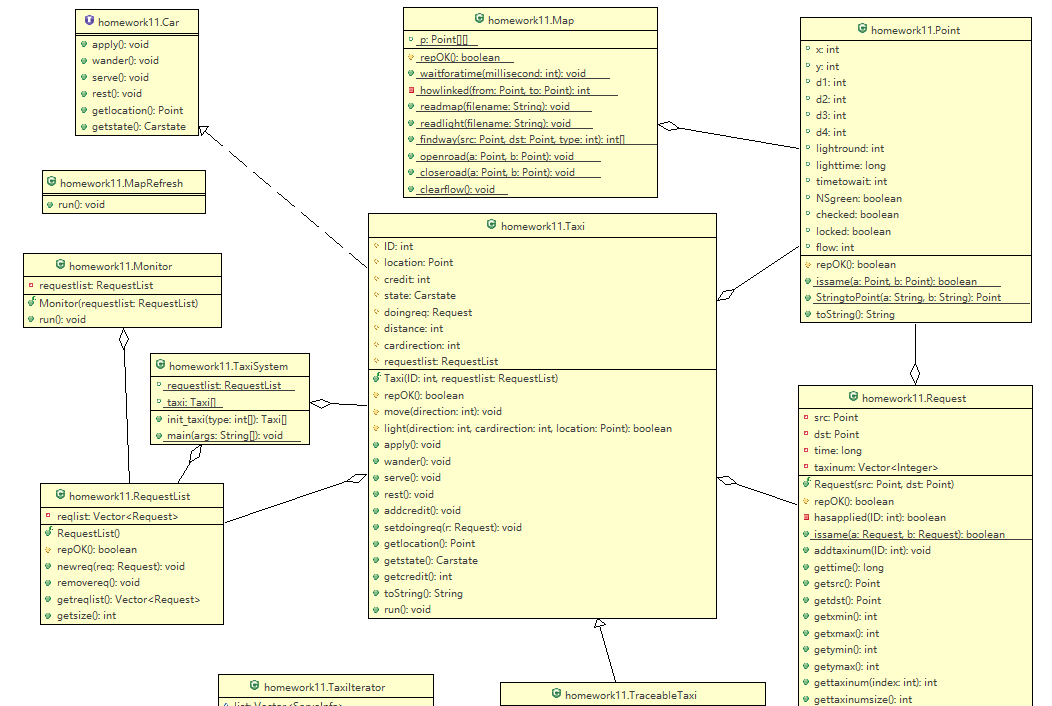 homework11.Car
apply(): void
wander(): void
serve(): void
rest(): void
getlocation(): Point
getstate(): Carstate
homework11.Map
p: Point[][]
repOK(): boolean
waitforatime(millisecond: int): void
howlinked(from: Point, to: Point): int
readmap(filename: String): void
readlight(filename: String): void
findway(src: Point, dst: Point, type: int): int[]
openroad(a: Point, b: Point): void
closeroad(a: Point, b: Point): void
clearflow(): void
homework11.Point
x: int
y: int
d1: int
d2: int
d3: int
d4: int
lightround: int
lighttime: long
timetowait: int
NSgreen: boolean
checked: boolean
locked: boolean
flow: int
repOK(): boolean
issame(a: Point, b: Point): boolean
StringtoPoint(a: String, b: String): Point
toString(): String
homework11.MapRefresh
run(): void
homework11.Taxi
ID: int
location: Point
credit: int
state: Carstate
doingreq: Request
distance: int
cardirection: int
requestlist: RequestList
Taxi(ID: int, requestlist: RequestList)
repOK(): boolean
move(direction: int): void
light(direction: int, cardirection: int, location: Point): boolean
apply(): void
wander(): void
serve(): void
rest(): void
addcredit(): void
setdoingreq(r: Request): void
getlocation(): Point
getstate(): Carstate
getcredit(): int
toString(): String
run(): void
homework11.Monitor
requestlist: RequestList
Monitor(requestlist: RequestList)
run(): void
homework11.TaxiSystem
requestlist: RequestList
taxi: Taxi[]
init_taxi(type: int[]): Taxi[]
main(args: String[]): void
homework11.Request
src: Point
dst: Point
time: long
taxinum: Vector<Integer>
Request(src: Point, dst: Point)
repOK(): boolean
hasapplied(ID: int): boolean
issame(a: Request, b: Request): boolean
addtaxinum(ID: int): void
gettime(): long
getsrc(): Point
getdst(): Point
getxmin(): int
getxmax(): int
getymin(): int
getymax(): int
gettaxinum(index: int): int
gettaxinumsize(): int
homework11.RequestList
reqlist: Vector<Request>
RequestList()
repOK(): boolean
newreq(req: Request): void
removereq(): void
getreqlist(): Vector<Request>
getsize(): int
homework11.TaxiIterator
list: Vector<ServeInfo>
homework11.TraceableTaxi